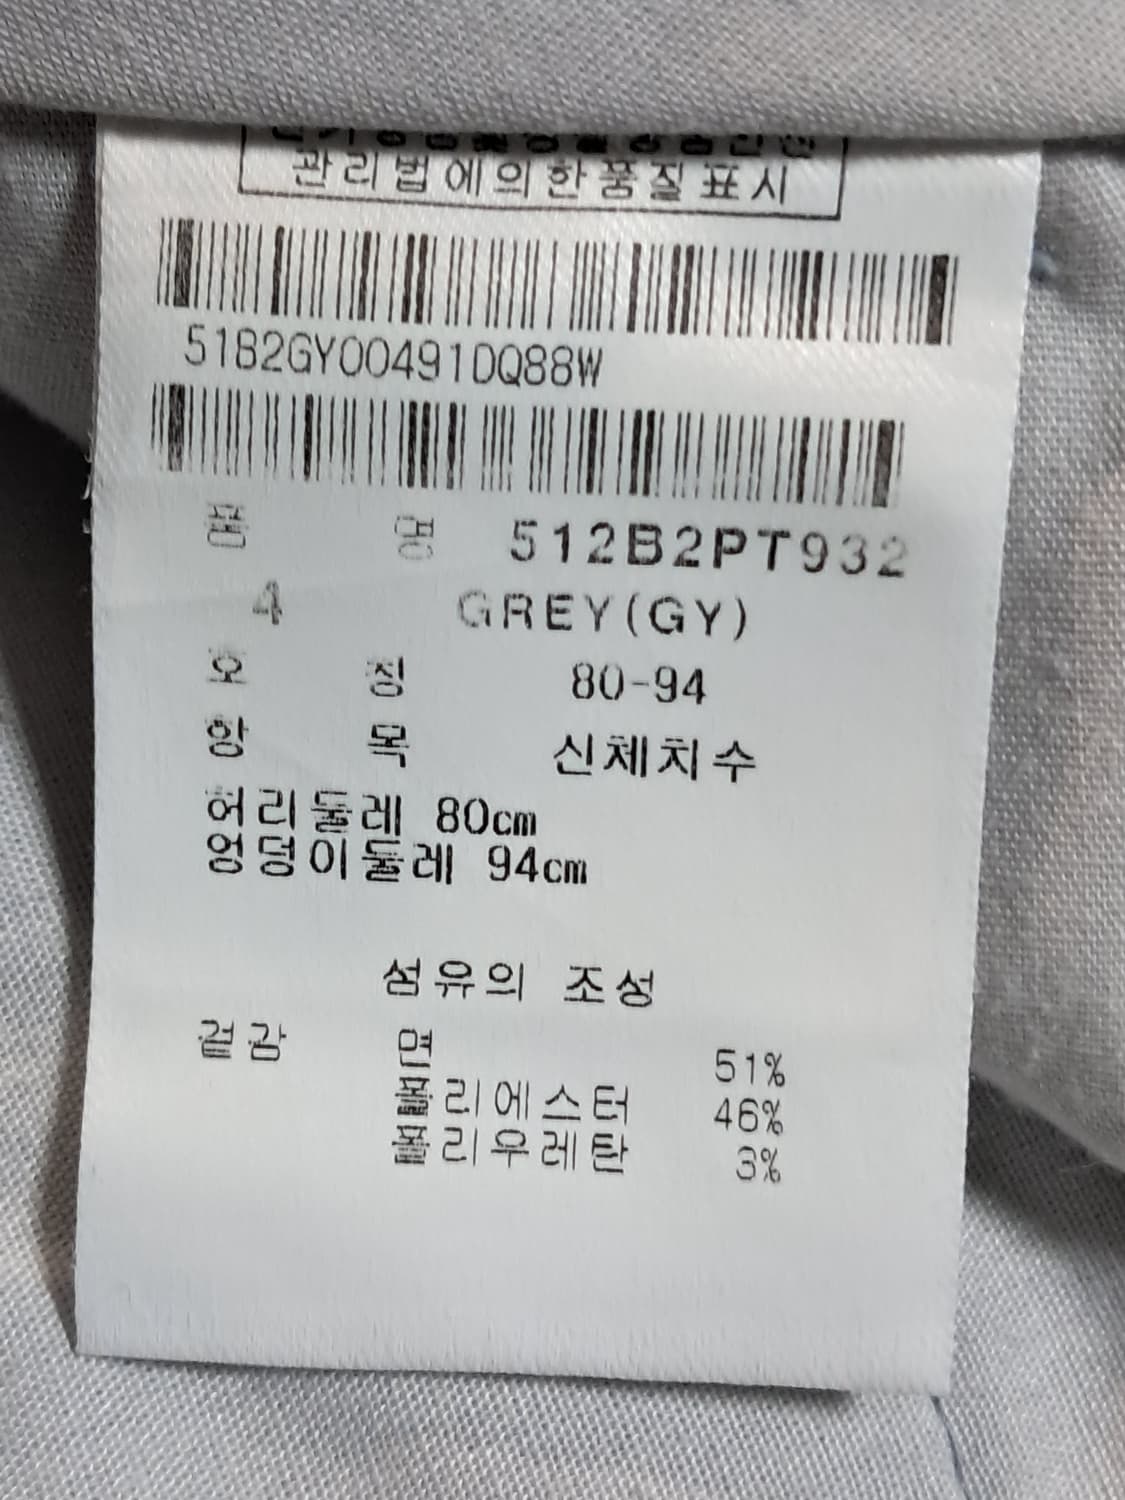 관리법에의한품질표시
51B2GY00491DQ88W
품 명 512B2PT932
4 GREY(GY)
호 칭 80-94
항 목 신체치수
허리둘레 80cm
엉덩이둘레 94cm
섬유의 조성
겉감 면 51%
폴리에스터 46%
폴리우레탄 3%